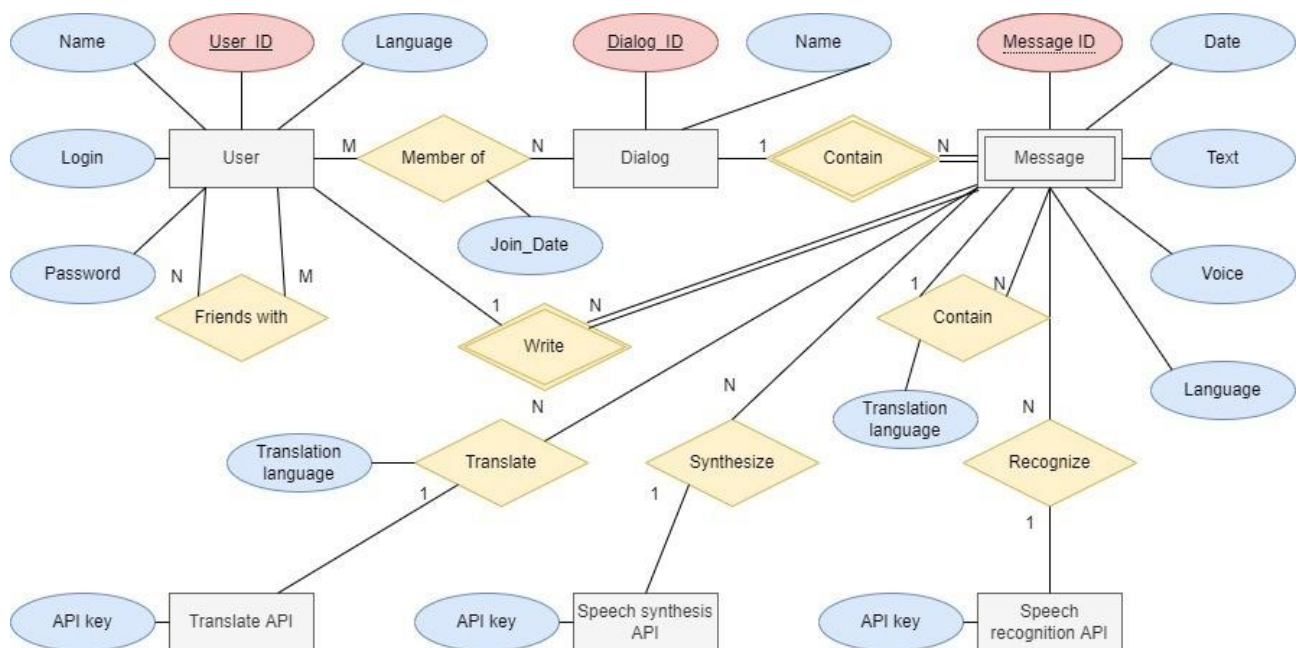 Name
User_ID
Language
Dialog_ID
Name
Message ID
Date
Login
User
M
Member of
N
Dialog
1
Contain
N
Message
Text
Join_Date
Password
N
M
Friends with
1
N
Write
1
N
Contain
Voice
Translation
language
Language
N
N
N
Translation
language
Translate
Synthesize
Recognize
1
1
1
API key
Translate API
API key
Speech synthesis
API
API key
Speech
recognition API